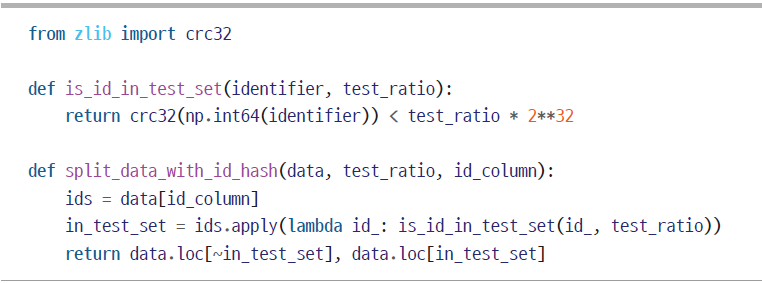 from zlib import crc32
def is_id_in_test_set(identifier, test_ratio):
    return crc32(np.int64(identifier)) < test_ratio * 2**32
def split_data_with_id_hash(data, test_ratio, id_column):
    ids = data[id_column]
    in_test_set = ids.apply(lambda id_: is_id_in_test_set(id_, test_ratio))
    return data.loc[~in_test_set], data.loc[in_test_set]